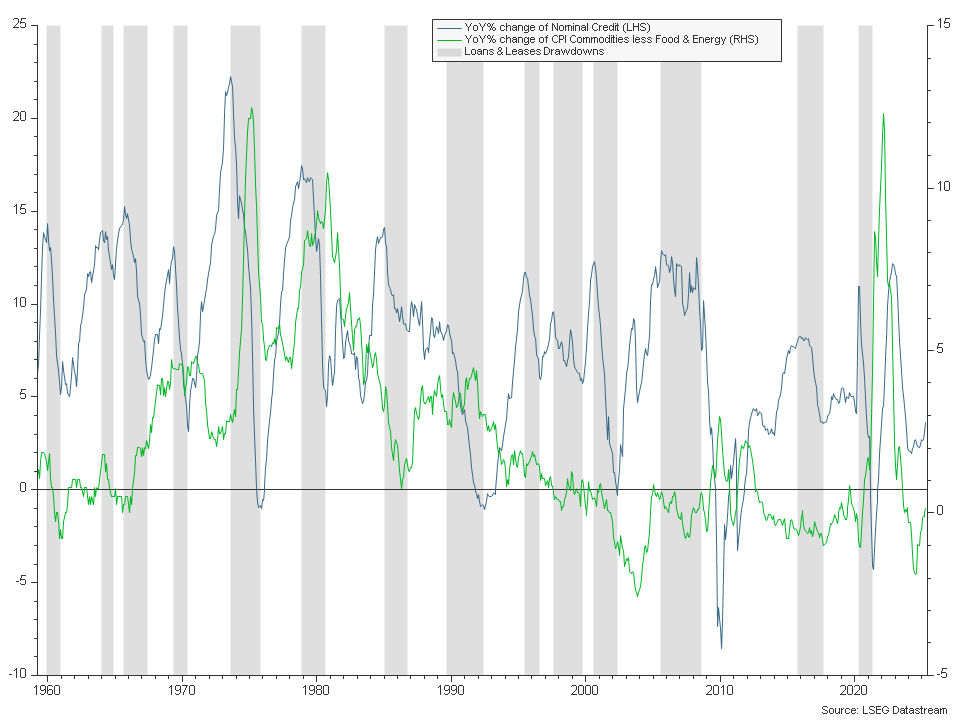 YoY% change of Nominal Credit (LHS)
YoY% change of CPI Commodities less Food & Energy (RHS)
Loans & Leases Drawdowns
25
20
15
10
5
0
-5
-10
15
10
5
0
-5
1960 1970 1980 1990 2000 2010 2020
Source: LSEG Datastream